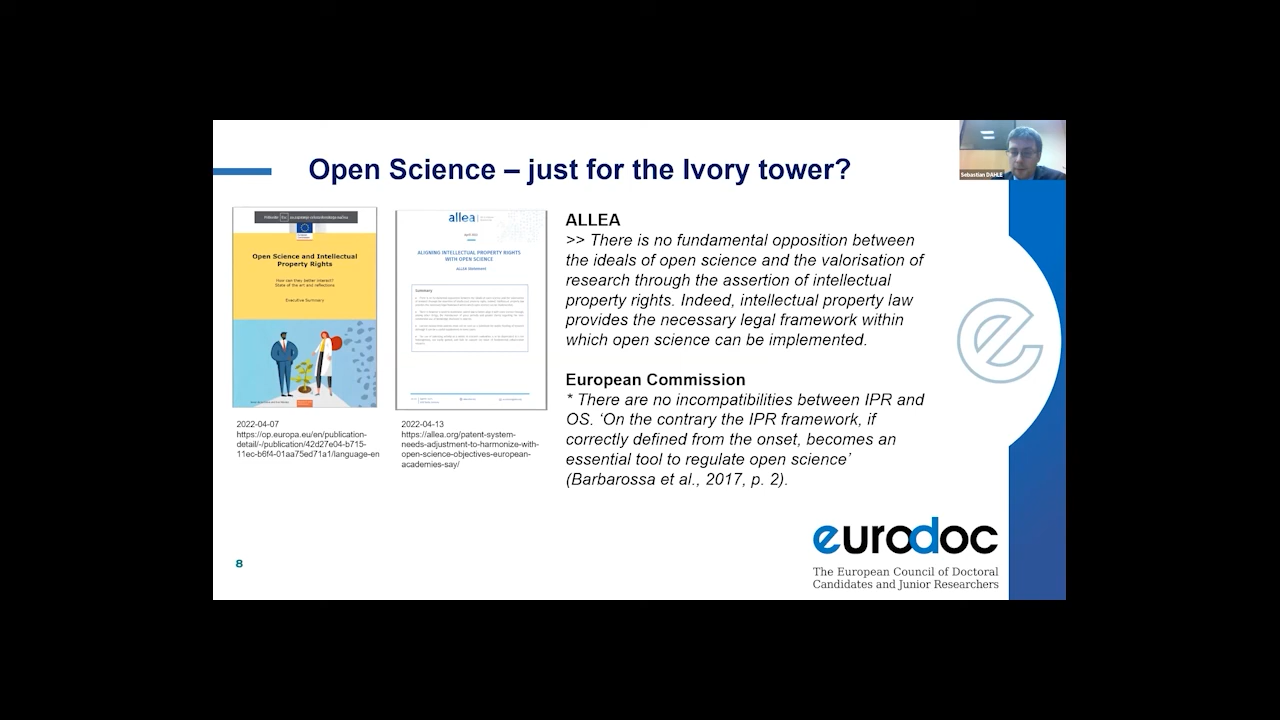 Open Science – just for the Ivory tower?
Sebastian DAHLE
Open Science and Intellectual
Property Rights
How can they better interact?
State of the art and reflections
Executive Summary
2022-04-07
https://op.europa.eu/en/publication-
detail/-/publication/42d27e04-b715-
11ec-b6f4-01aa75ed71a1/language-en
allea
ALIGNING INTELLECTUAL PROPERTY RIGHTS
WITH OPEN SCIENCE
Summary
2022-04-13
https://allea.org/patent-system-
needs-adjustment-to-harmonize-with-
open-science-objectives-european-
academies-say/
ALLEA
>> There is no fundamental opposition between
the ideals of open science and the valorisation of
research through the assertion of intellectual
property rights. Indeed, intellectual property law
provides the necessary legal framework within
which open science can be implemented.
European Commission
* There are no incompatibilities between IPR and
OS. ‘On the contrary the IPR framework, if
correctly defined from the onset, becomes an
essential tool to regulate open science’
(Barbarossa et al., 2017, p. 2).
eurodoc
The European Council of Doctoral
Candidates and Junior Researchers
8